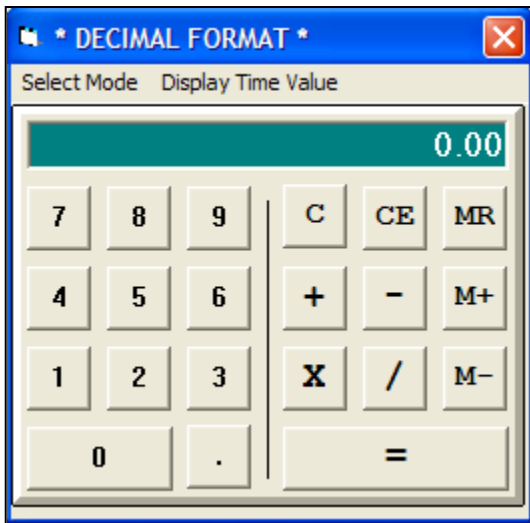 * DECIMAL FORMAT *
Select Mode Display Time Value
0.00
7 8 9 C CE MR
4 5 6 + - M+
1 2 3 X / M-
0 . =